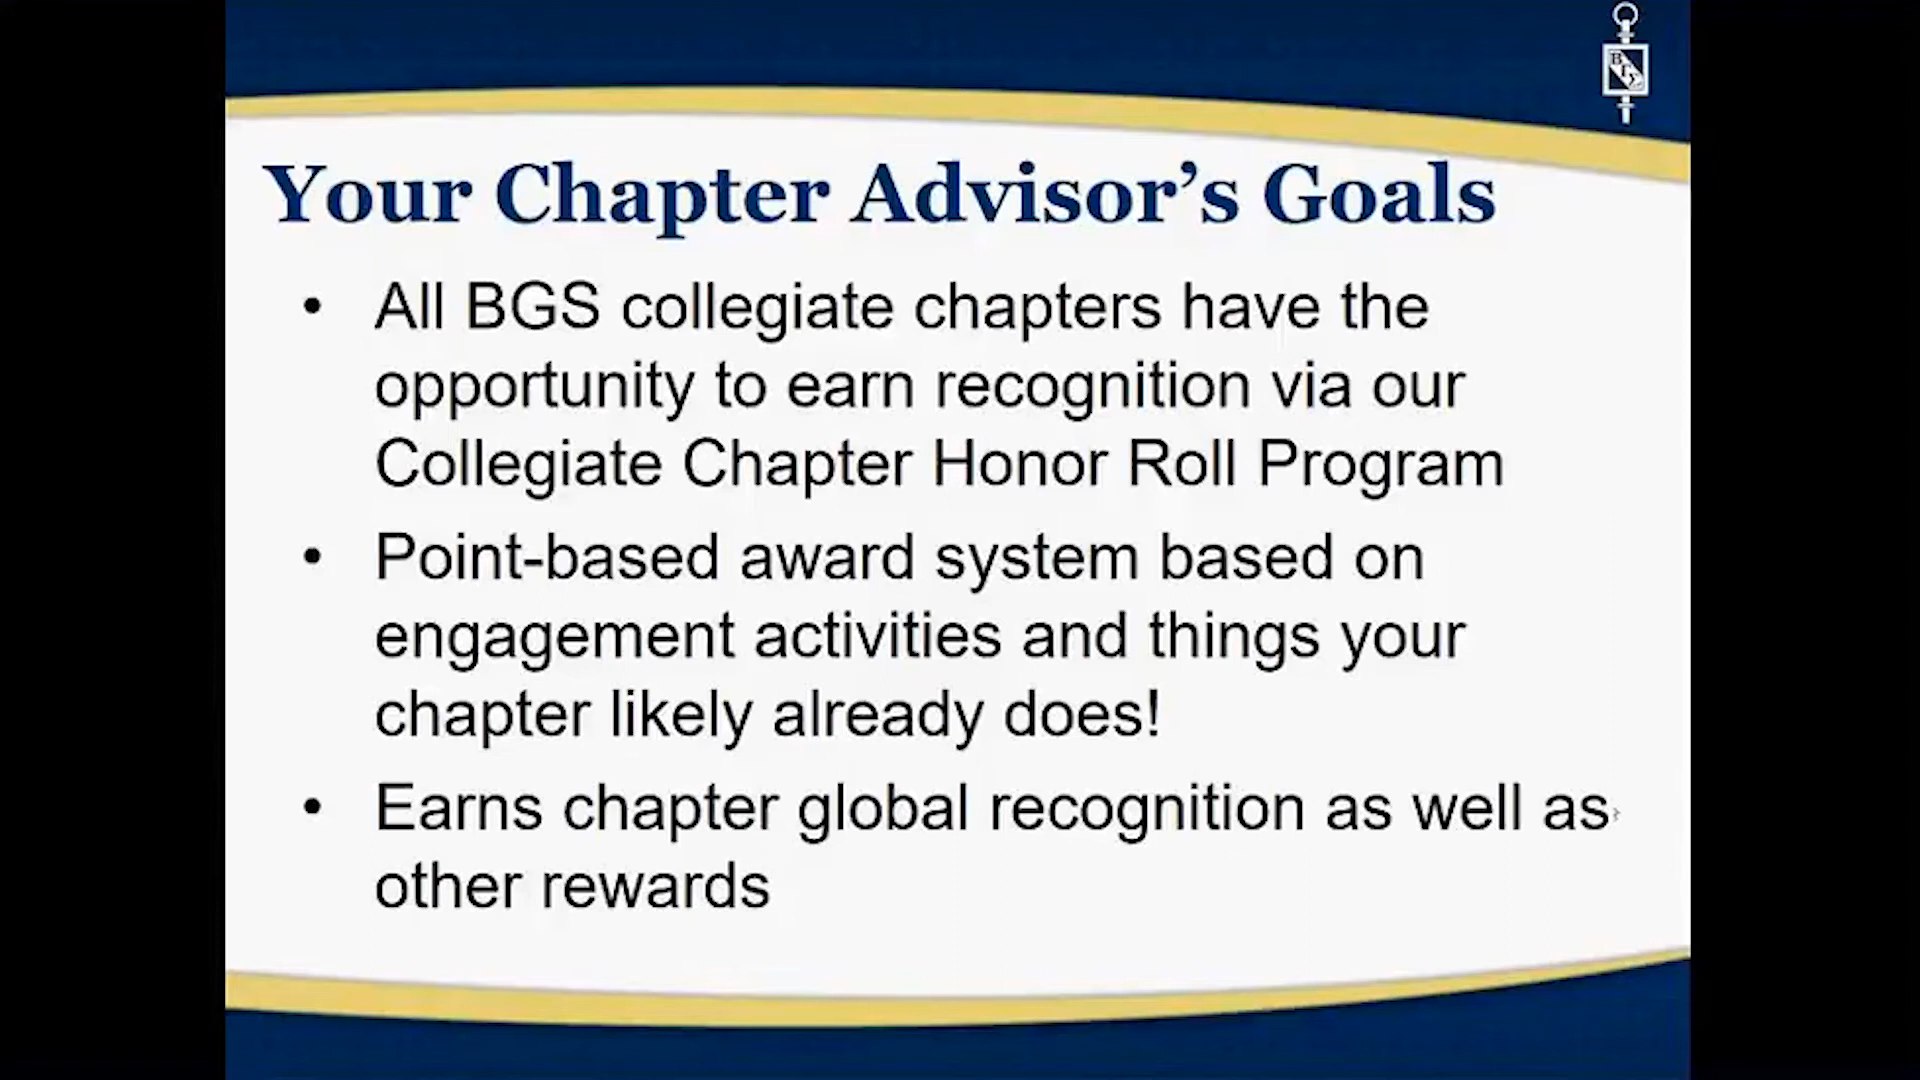 ΒΓΣ
Your Chapter Advisor’s Goals
• All BGS collegiate chapters have the
opportunity to earn recognition via our
Collegiate Chapter Honor Roll Program
• Point-based award system based on
engagement activities and things your
chapter likely already does!
• Earns chapter global recognition as well as
other rewards